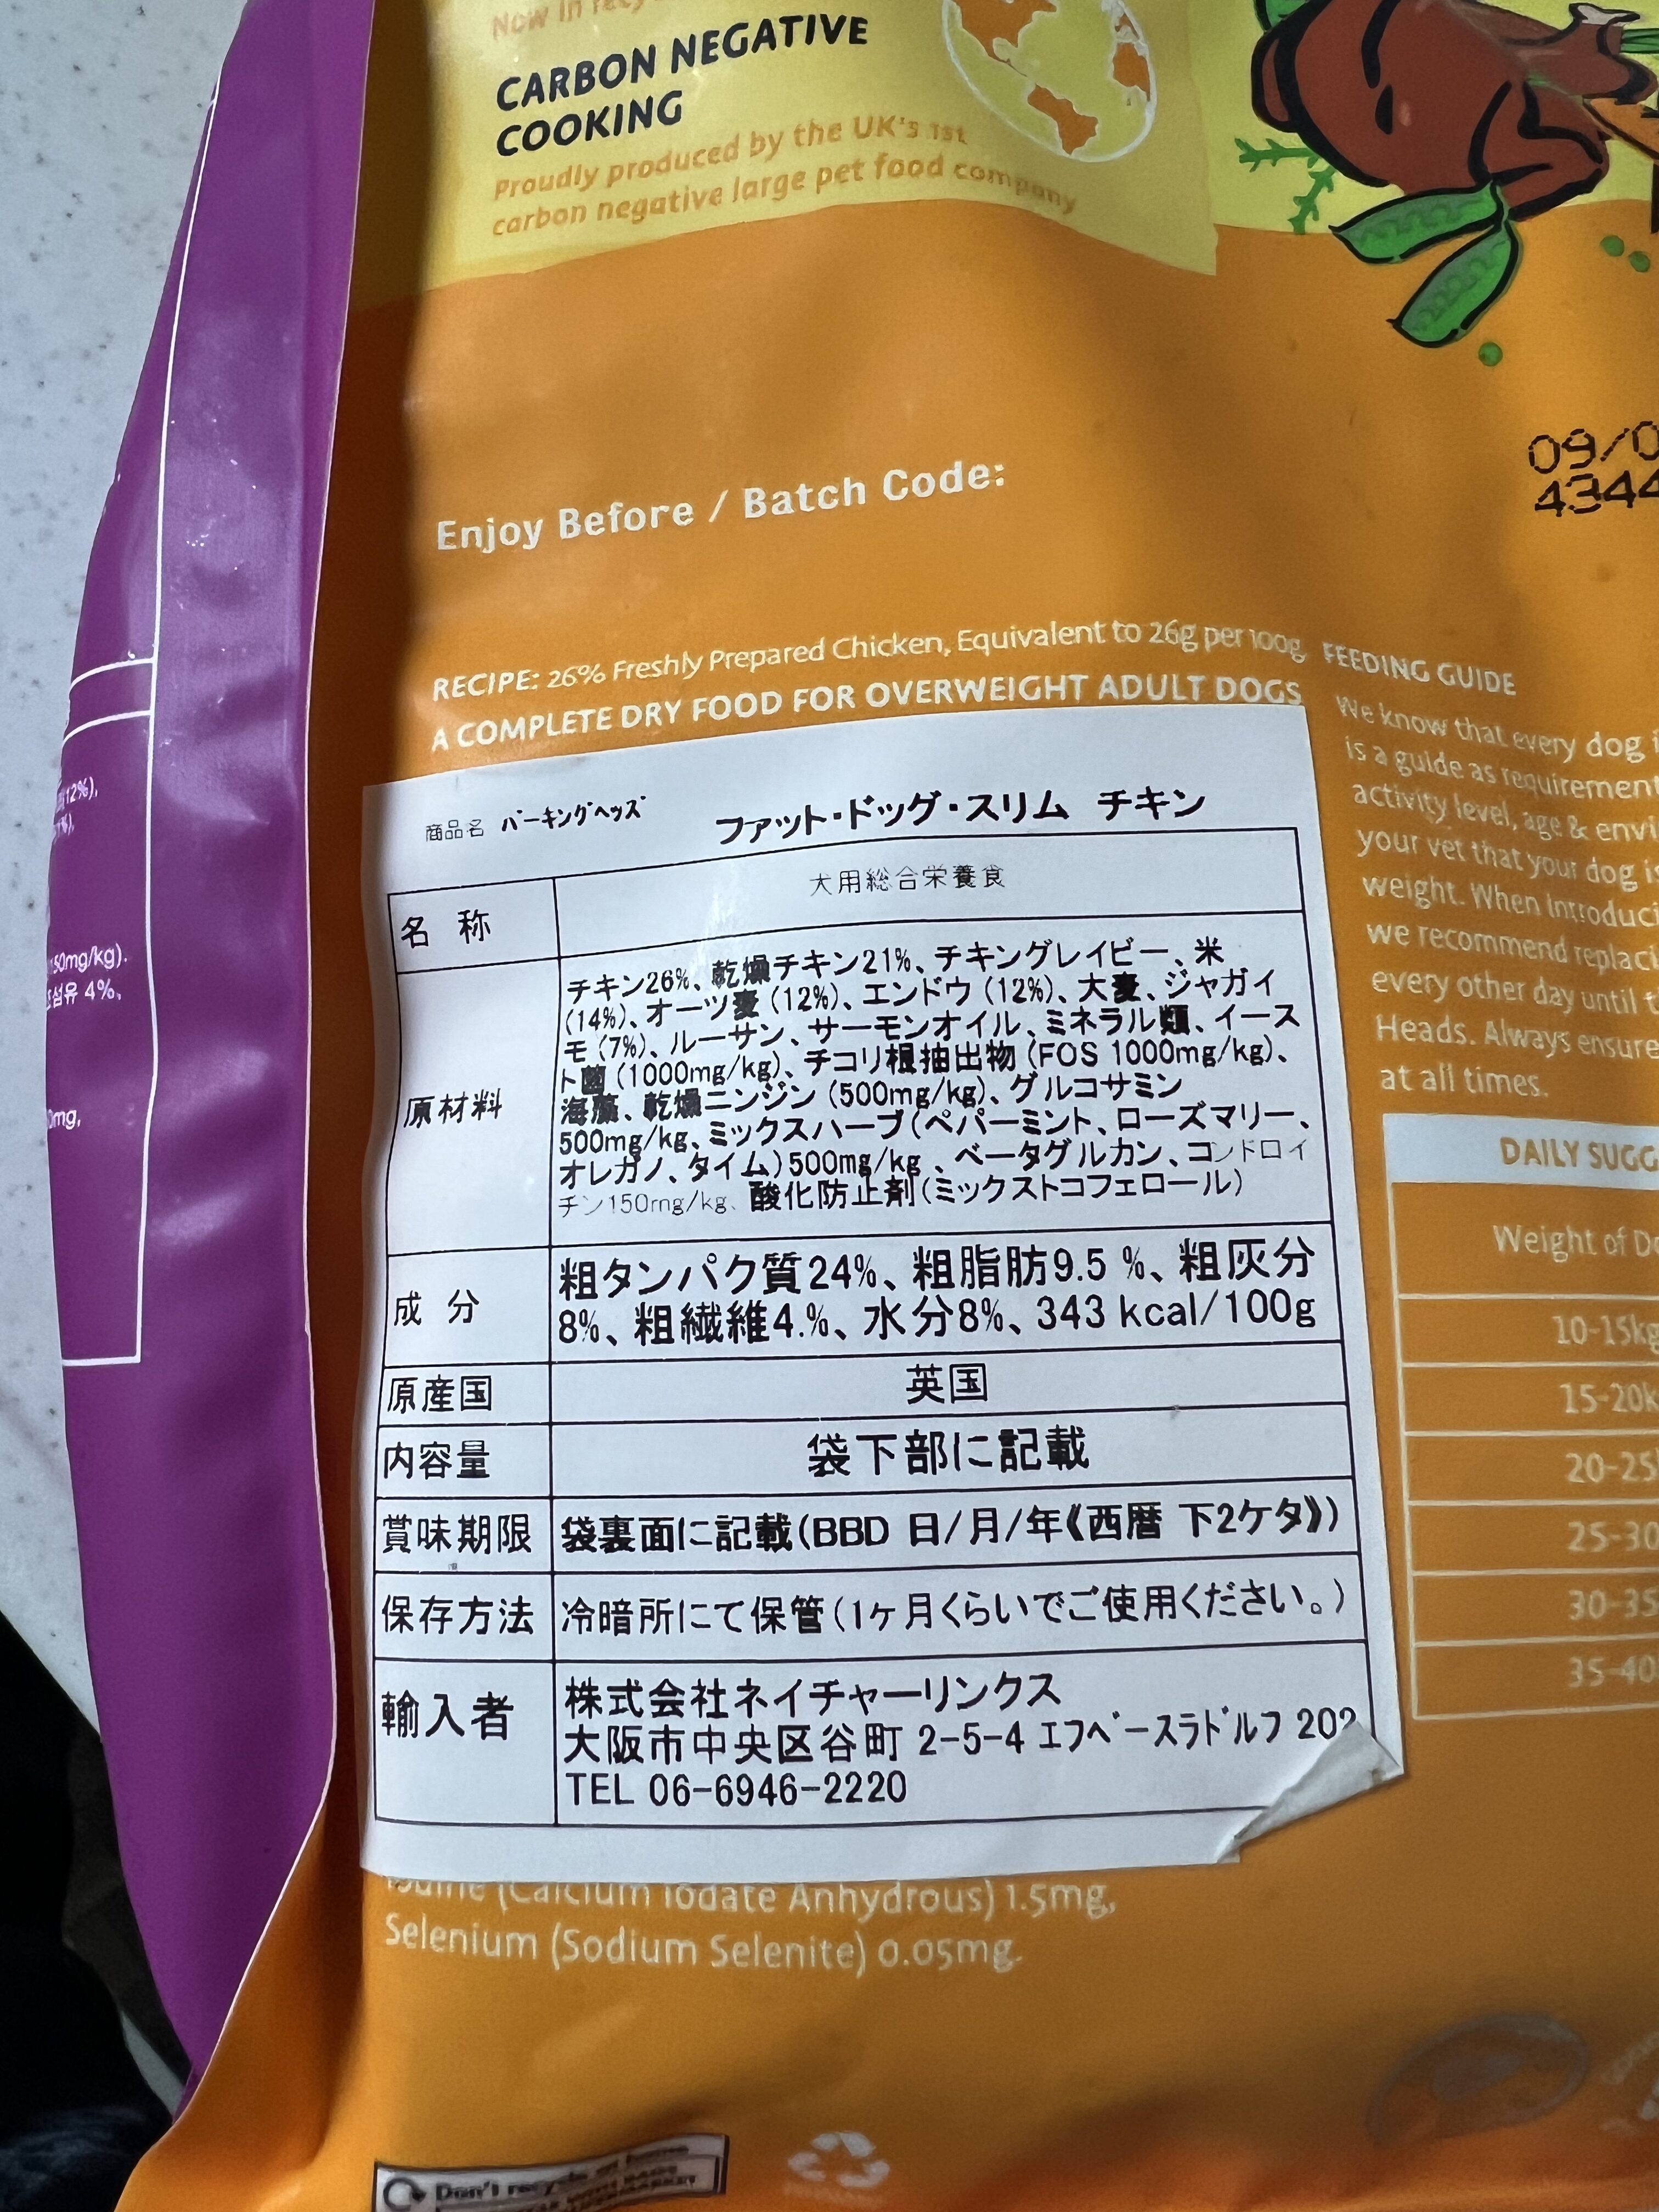 Now in
CARBON NEGATIVE
COOKING
Proudly produced by the UK's 1st
carbon negative large pet food company
09/0
4344
Enjoy Before / Batch Code:
RECIPE: 26% Freshly Prepared Chicken, Equivalent to 26g per 100g
A COMPLETE DRY FOOD FOR OVERWEIGHT ADULT DOGS
商品名 バーキングヘッズ ファット・ドッグ・スリム チキン
名 称 犬用総合栄養食
原材料
チキン26%、乾燥チキン21%、チキングレイビー、米
(14%)、オーツ麦(12%)、エンドウ(12%)、大麦、ジャガイ
モ(7%)、ルーサン、サーモンオイル、ミネラル類、イース
ト菌(1000mg/kg)、チコリ根抽出物(FOS 1000mg/kg)、
海藻、乾燥ニンジン(500mg/kg)、グルコサミン
500mg/kg、ミックスハーブ(ペパーミント、ローズマリー、
オレガノ、タイム)500mg/kg 、ベータグルカン、コンドロイ
チン150mg/kg、酸化防止剤(ミックストコフェロール)
成 分
粗タンパク質24%、粗脂肪9.5 %、粗灰分
8%、粗繊維4.%、水分8%、343 kcal/100g
原産国 英国
内容量 袋下部に記載
賞味期限 袋裏面に記載(BBD 日/月/年《西暦 下2ケタ》)
保存方法 冷暗所にて保管(1ヶ月くらいでご使用ください。)
輸入者
株式会社ネイチャーリンクス
大阪市中央区谷町 2-5-4 エフベースラドルフ 202
TEL 06-6946-2220
(Calcium Iodate Anhydrous) 1.5mg,
Selenium (Sodium Selenite) 0.05mg.
FEEDING GUIDE
We know that every dog i
is a guide as requirement
activity level, age & envi
your vet that your dog is
weight. When introduci
we recommend replaci
every other day until t
Heads. Always ensure
at all times.
DAILY SUGG
Weight of Do
10-15kg
15-20k
20-25
25-30
30-35
35-40
12%),
50mg/kg).
섬유 4%,
0mg,
Don't recycle at home